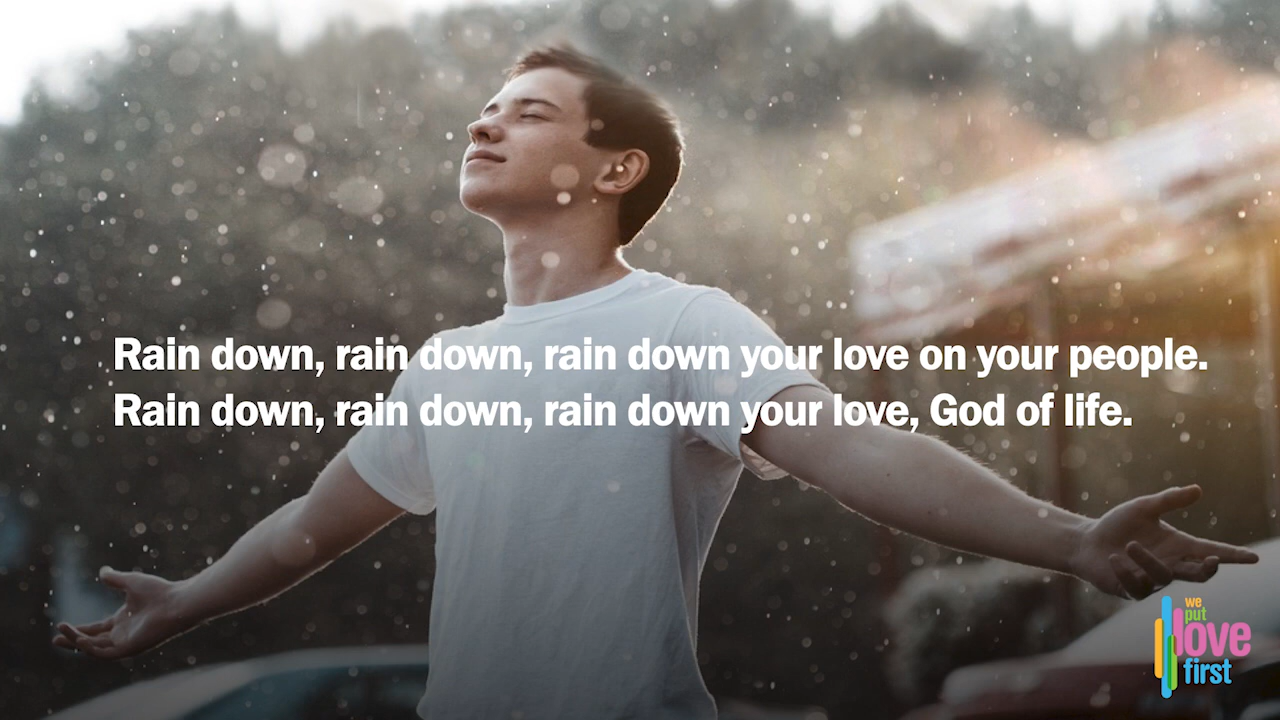 Rain down, rain down, rain down your love on your people.
Rain down, rain down, rain down your love, God of life.
we
put
love
first